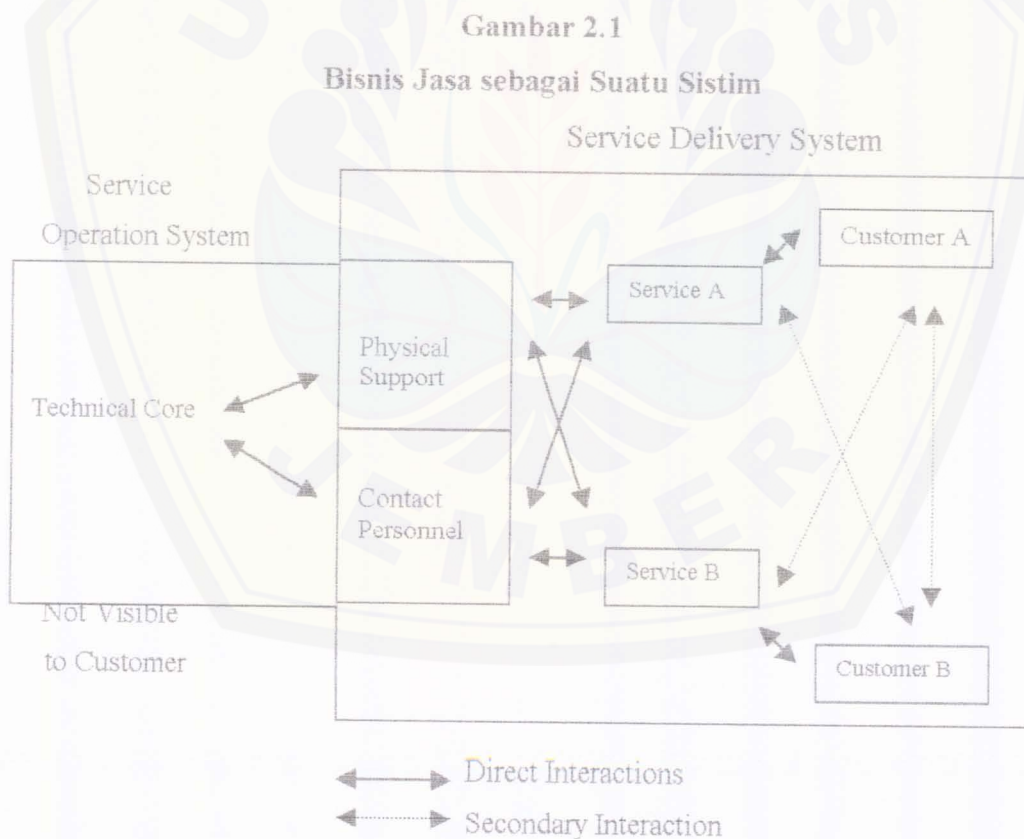 Gambar 2.1
Bisnis Jasa sebagai Suatu Sistim
Service Delivery System
Service
Operation System
Customer A
Service A
Physical
Support
Technical Core
Contact
Personnel
Service B
Not Visible
to Customer
Customer B
Direct Interactions
Secondary Interaction
JEMBER